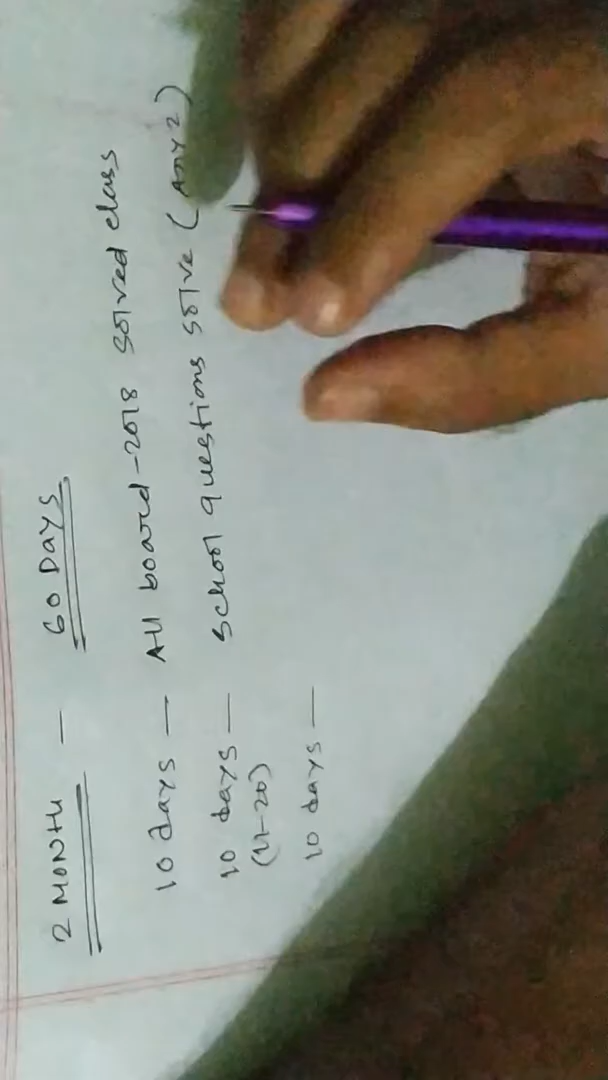 2 MONTH — 60 DAYS
10 days — All board-2018 solved class
10 days — School questions solve (Any 2)
(11-20)
10 days —